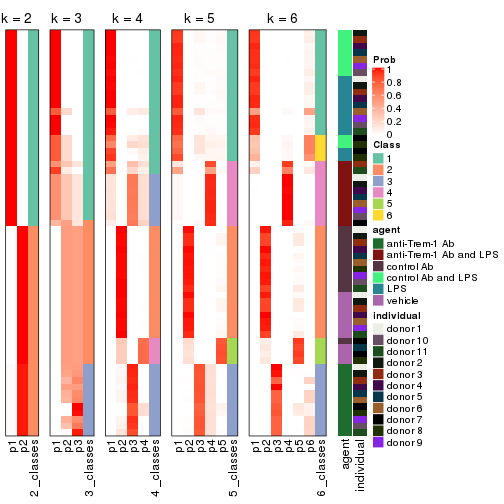 k = 2
k = 3
k = 4
k = 5
k = 6
Prob
1
0.8
0.6
0.4
0.2
0
Class
1
2
3
4
5
6
agent
anti-Trem-1 Ab
anti-Trem-1 Ab and LPS
control Ab
control Ab and LPS
LPS
vehicle
individual
donor 1
donor 10
donor 11
donor 2
donor 3
donor 4
donor 5
donor 6
donor 7
donor 8
donor 9
p1
p2
2_classes
p1
p2
p3
3_classes
p1
p2
p3
p4
4_classes
p1
p2
p3
p4
p5
5_classes
p1
p2
p3
p4
p5
p6
6_classes
agent
individual